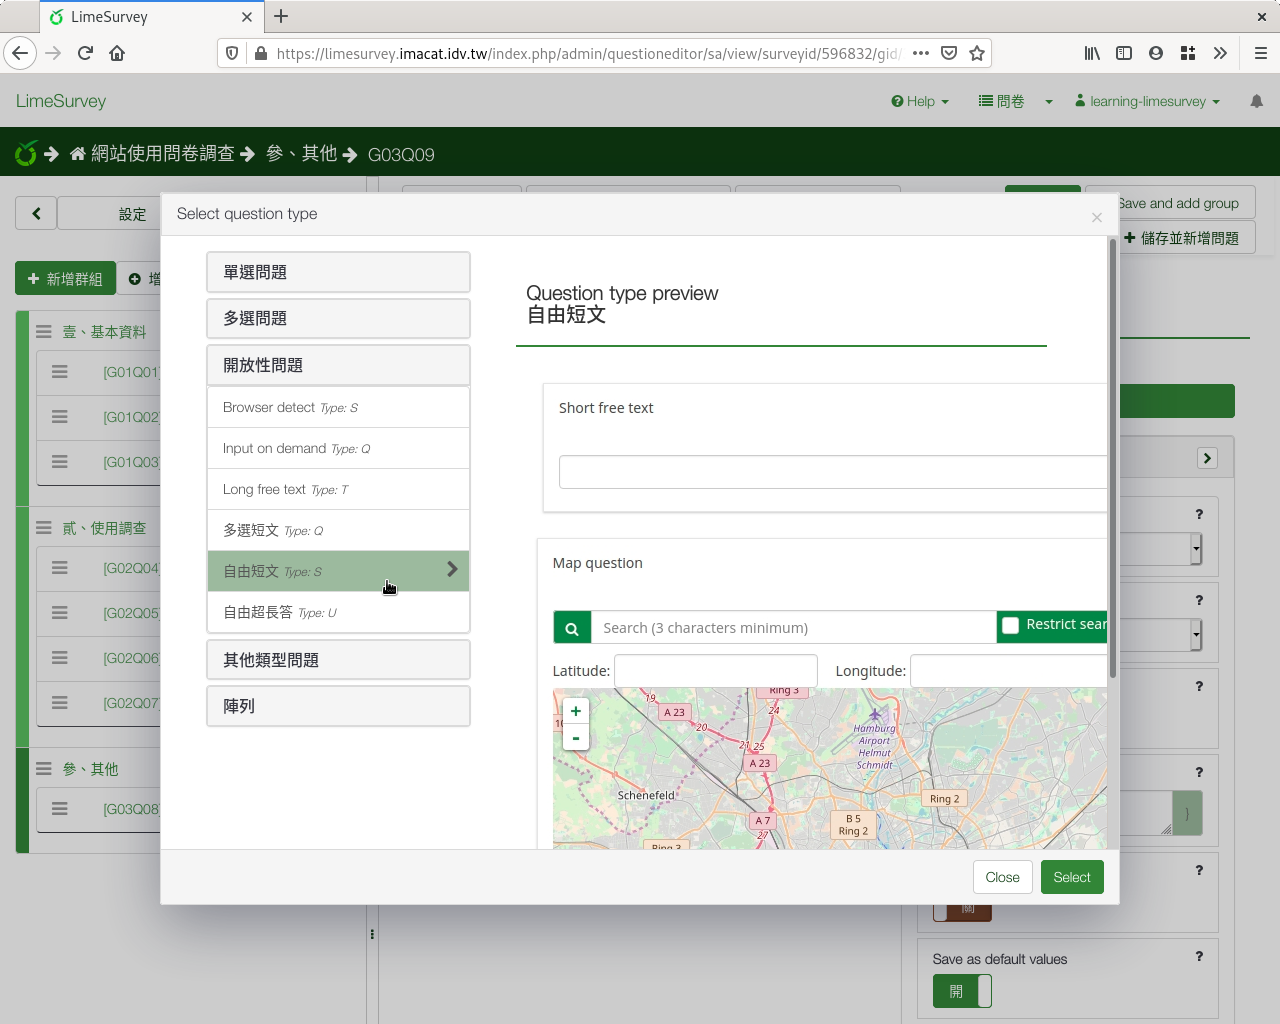 LimeSurvey
https://limesurvey.imacat.idv.tw/index.php/admin/questioneditor/sa/view/surveyid/596832/gid/
LimeSurvey
Help
問卷
learning-limesurvey
網站使用問卷調查
參、其他
G03Q09
設定
Save and add group
儲存並新增問題
新增群組
增
壹、基本資料
[G01Q01]
[G01Q02]
[G01Q03]
貳、使用調查
[G02Q04]
[G02Q05]
[G02Q06]
[G02Q07]
參、其他
[G03Q08]
Select question type
×
單選問題
多選問題
開放性問題
Browser detect Type: S
Input on demand Type: Q
Long free text Type: T
多選短文 Type: Q
自由短文 Type: S
自由超長答 Type: U
其他類型問題
陣列
Question type preview
自由短文
Short free text
Map question
Search (3 characters minimum)
Restrict sear
Latitude:
Longitude:
+
-
19
Ring 3
A 23
24
20
21 25
A 23
Hamburg
Airport
Helmut
Schmidt
Schenefeld
Ring 2
A 7
27
B 5
Ring 2
Ring 3
Close
Select
?
?
?
?
}
?
關
Save as default values
?
開